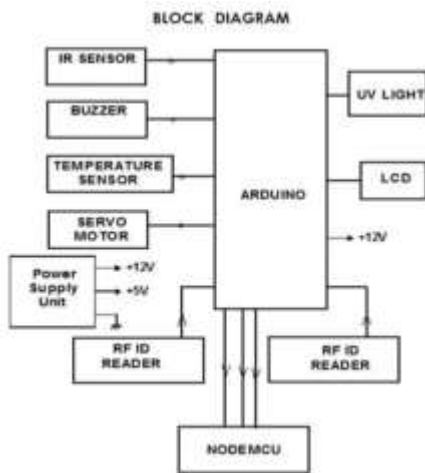 BLOCK DIAGRAM
IR SENSOR
BUZZER
TEMPERATURE
SENSOR
SERVO
MOTOR
ARDUINO
UV LIGHT
LCD
+12V
Power
Supply
Unit
+12V
+5V
RF ID
READER
RF ID
READER
NODEMCU